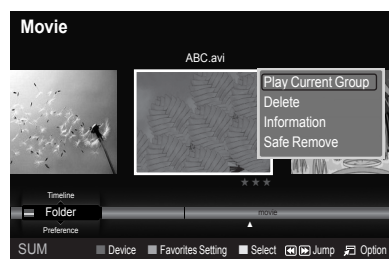 Movie
ABC.avi
Play Current Group
Delete
Information
Safe Remove
Timeline
Folder
movie
Preference
SUM Device Favorites Setting Select Jump Option